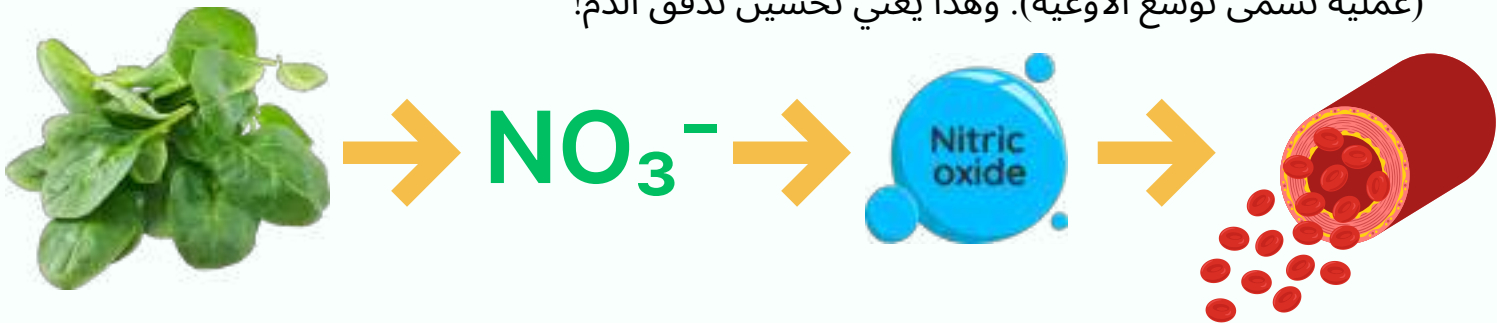 (عملية تسمى توسع الأوعية). وهذا يعني تحسين تدفق الدم!
NO₃⁻
Nitric
oxide